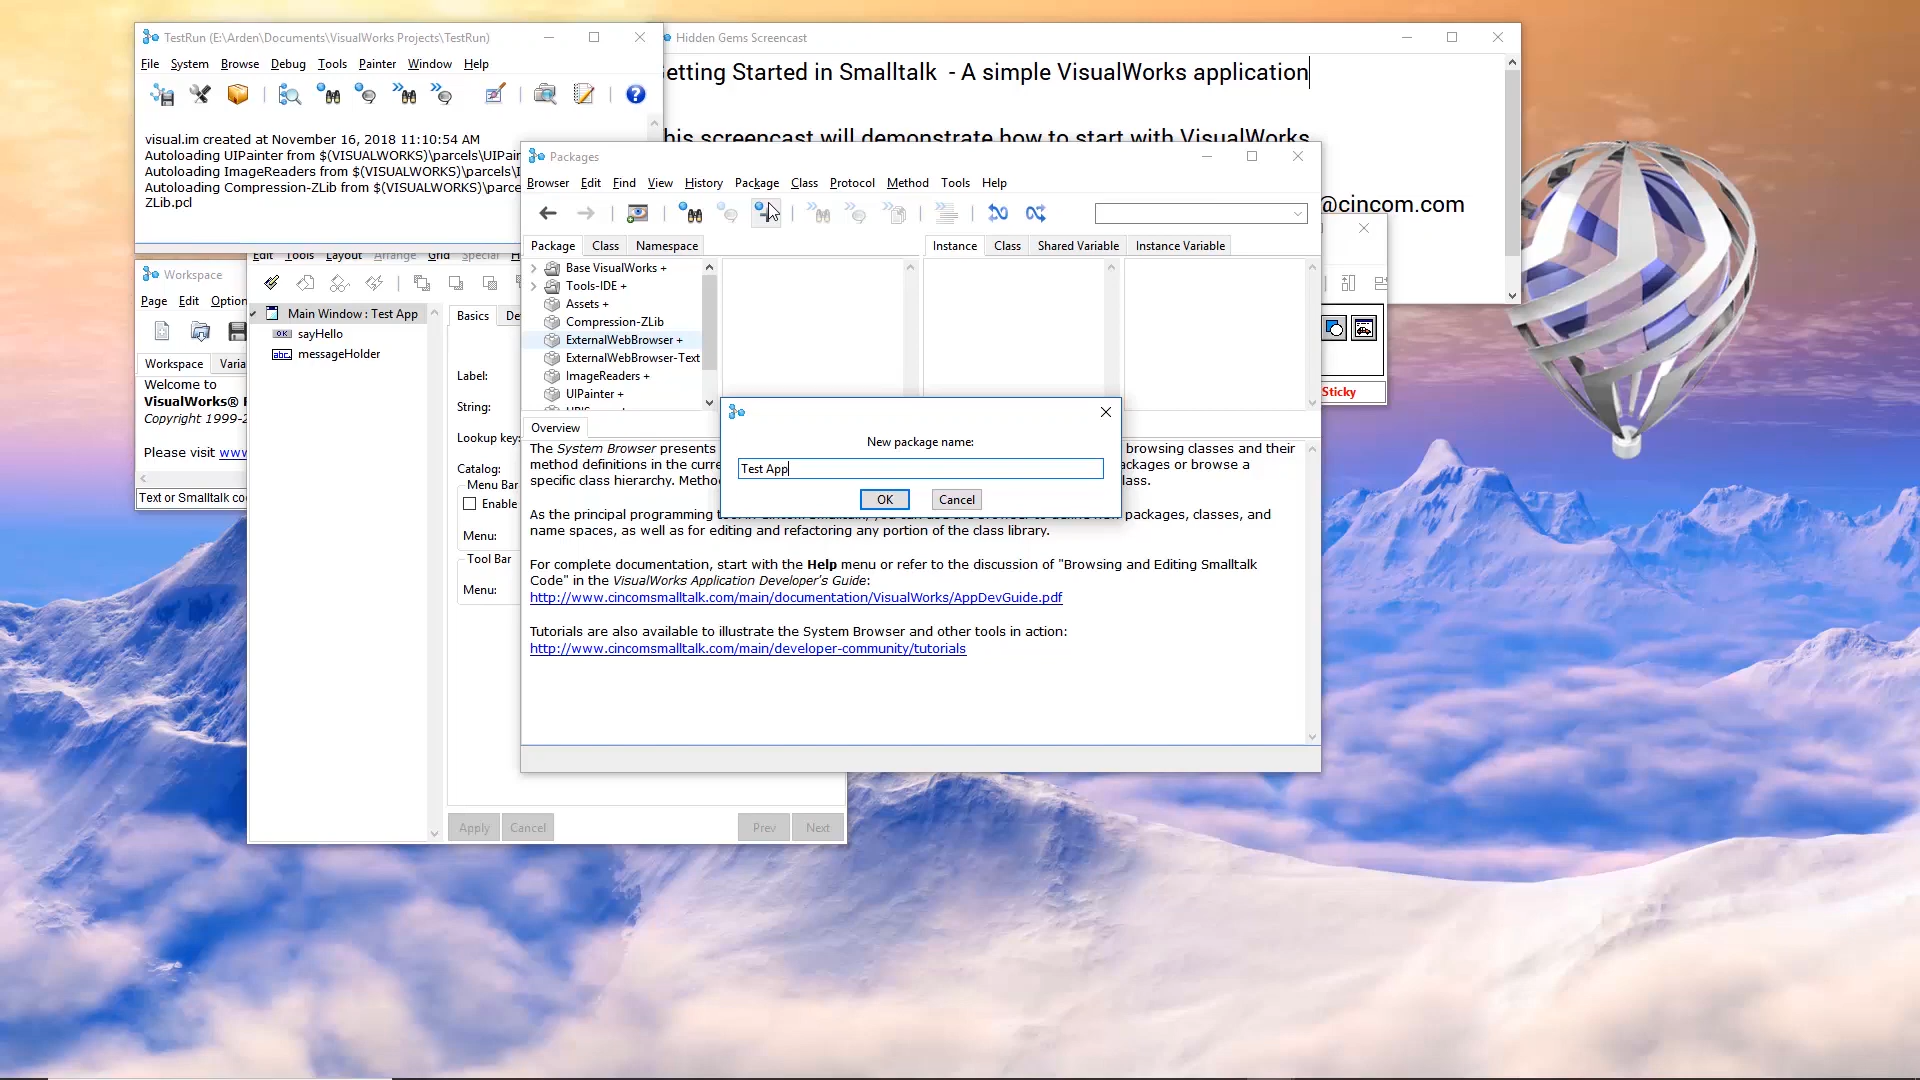 TestRun (E:\Arden\Documents\VisualWorks Projects\TestRun)
File System Browse Debug Tools Painter Window Help
visual.im created at November 16, 2018 11:10:54 AM
Autoloading UIPainter from $(VISUALWORKS)\parcels\UIPain
Autoloading ImageReaders from $(VISUALWORKS)\parcels\I
Autoloading Compression-ZLib from $(VISUALWORKS)\parce
ZLib.pcl
Hidden Gems Screencast
etting Started in Smalltalk - A simple VisualWorks application
his screencast will demonstrate how to start with VisualWorks
@cincom.com
Workspace
Page Edit Option
Workspace Varia
Welcome to
VisualWorks®
Copyright 1999-2
Please visit www
Text or Smalltalk co
Edit Tools Layout Arrange Grid Special H
Main Window : Test App
OK sayHello
abc messageHolder
Basics De
Label:
String:
Lookup key:
Catalog:
Menu Bar
Enable
Menu:
Tool Bar
Menu:
Apply Cancel Prev Next
Sticky
Packages
Browser Edit Find View History Package Class Protocol Method Tools Help
Package Class Namespace
Instance Class Shared Variable Instance Variable
Base VisualWorks +
Tools-IDE +
Assets +
Compression-ZLib
ExternalWebBrowser +
ExternalWebBrowser-Text
ImageReaders +
UIPainter +
Overview
The System Browser presents browsing classes and their
method definitions in the curre ackages or browse a
specific class hierarchy. Metho lass.
As the principal programming packages, classes, and
name spaces, as well as for editing and refactoring any portion of the class library.
For complete documentation, start with the Help menu or refer to the discussion of "Browsing and Editing Smalltalk
Code" in the VisualWorks Application Developer's Guide:
http://www.cincomsmalltalk.com/main/documentation/VisualWorks/AppDevGuide.pdf
Tutorials are also available to illustrate the System Browser and other tools in action:
http://www.cincomsmalltalk.com/main/developer-community/tutorials
New package name:
Test App
OK Cancel